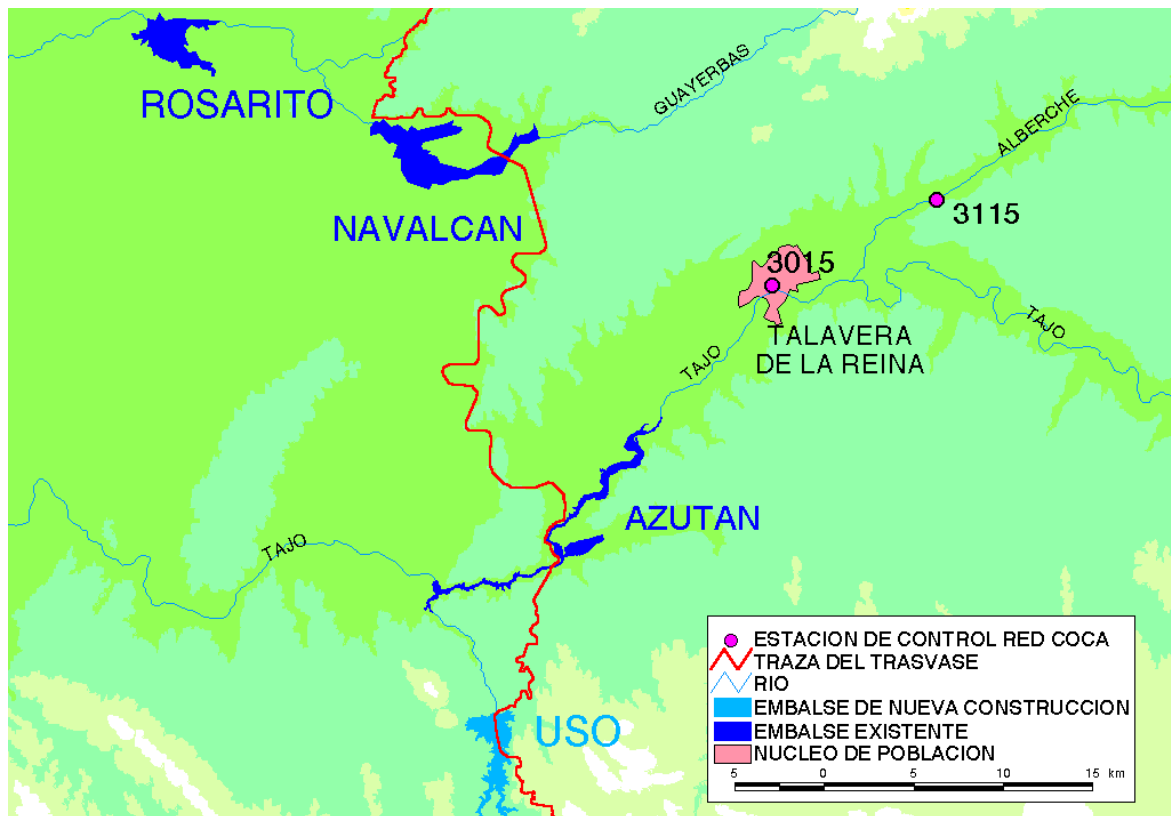 ROSARITO
GUAYERBAS
ALBERCHE
NAVALCAN
3115
3015
TALAVERA
DE LA REINA
TAJO
TAJO
AZUTAN
TAJO
USO
ESTACION DE CONTROL RED COCA
TRAZA DEL TRASVASE
RIO
EMBALSE DE NUEVA CONSTRUCCION
EMBALSE EXISTENTE
NUCLEO DE POBLACION
5 0 5 10 15 km